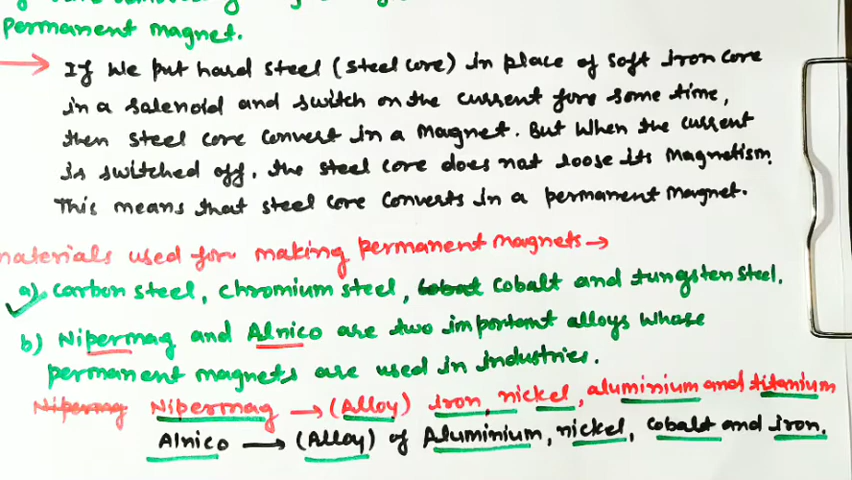 permanent magnet.
→ If we put hard steel (steel core) in place of soft iron core
in a salenoid and switch on the current fore some time,
then steel core convert in a magnet. But when the current
is switched off, the steel core does not loose its magnetism.
This means that steel core converts in a permanent magnet.
materials used for making permanent magnets →
a) Carbon steel, chromium steel, cobalt and tungsten steel.
b) Nipermag and Alnico are two important alloys whose
permanent magnets are used in industries.
Nipermag → (Alloy) iron, nickel, aluminium and titanium
Alnico → (Alloy) of Aluminium, nickel, cobalt and iron.